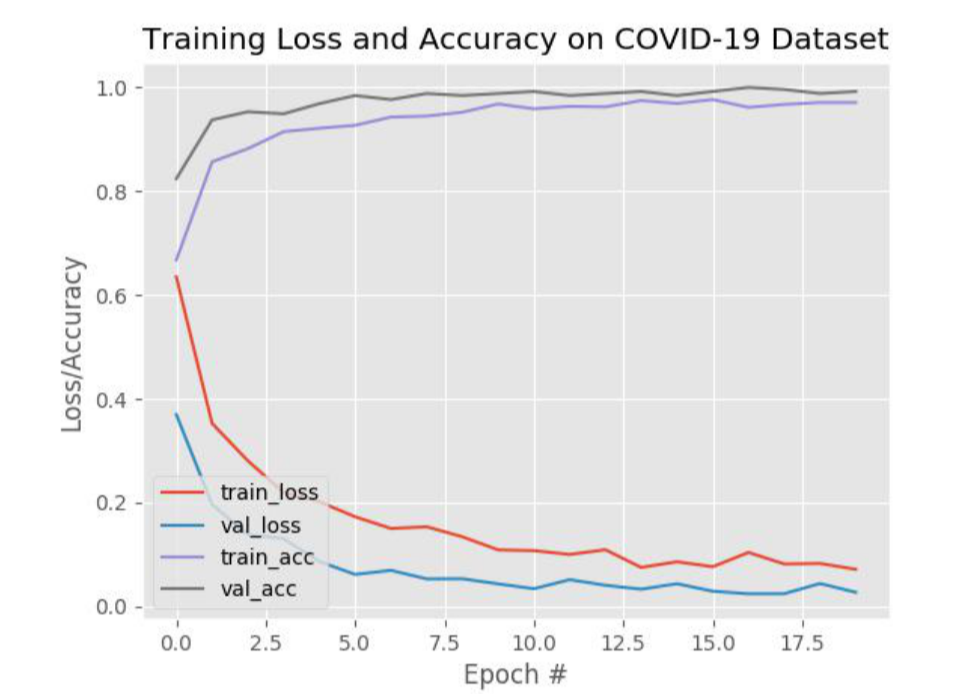 Training Loss and Accuracy on COVID-19 Dataset
1.0
0.8
0.6
0.4
0.2
0.0
Loss/Accuracy
train_loss
val_loss
train_acc
val_acc
0.0 2.5 5.0 7.5 10.0 12.5 15.0 17.5
Epoch #